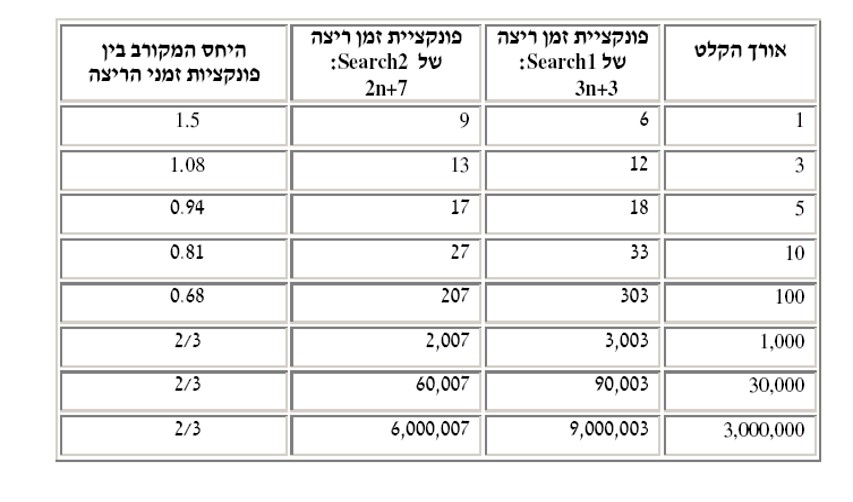 אורך הקלט
פונקציית זמן ריצה
של Search1:
3n+3
פונקציית זמן ריצה
של Search2:
2n+7
היחס המקורב בין
פונקציות זמני הריצה
1 6 9 1.5
3 12 13 1.08
5 18 17 0.94
10 33 27 0.81
100 303 207 0.68
1,000 3,003 2,007 2/3
30,000 90,003 60,007 2/3
3,000,000 9,000,003 6,000,007 2/3